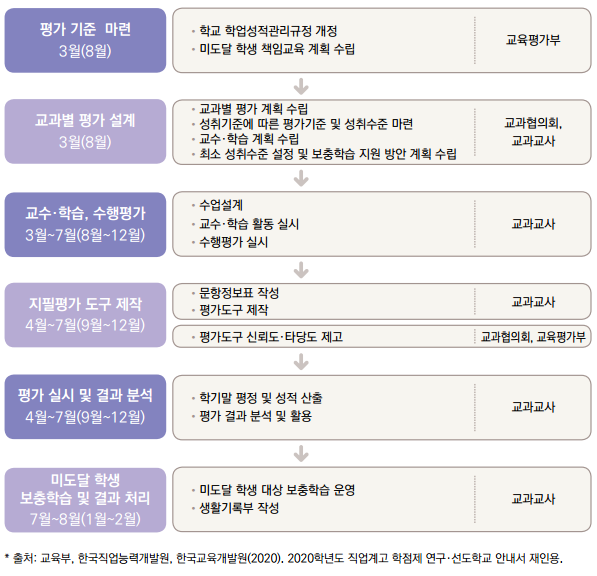 평가 기준 마련
3월(8월)
• 학교 학업성적관리규정 개정
• 미도달 학생 책임교육 계획 수립
교육평가부
교과별 평가 설계
3월(8월)
• 교과별 평가 계획 수립
• 성취기준에 따른 평가기준 및 성취수준 마련
• 교수·학습 계획 수립
• 최소 성취수준 설정 및 보충학습 지원 방안 계획 수립
교과협의회,
교과교사
교수·학습, 수행평가
3월~7월(8월~12월)
• 수업설계
• 교수·학습 활동 실시
• 수행평가 실시
교과교사
지필평가 도구 제작
4월~7월(9월~12월)
• 문항정보표 작성
• 평가도구 제작
교과교사
• 평가도구 신뢰도·타당도 제고
교과협의회, 교육평가부
평가 실시 및 결과 분석
4월~7월(9월~12월)
• 학기말 평정 및 성적 산출
• 평가 결과 분석 및 활용
교과교사
미도달 학생
보충학습 및 결과 처리
7월~8월(1월~2월)
• 미도달 학생 대상 보충학습 운영
• 생활기록부 작성
교과교사
* 출처: 교육부, 한국직업능력개발원, 한국교육개발원(2020), 2020학년도 직업계고 학점제 연구·선도학교 안내서 재인용.